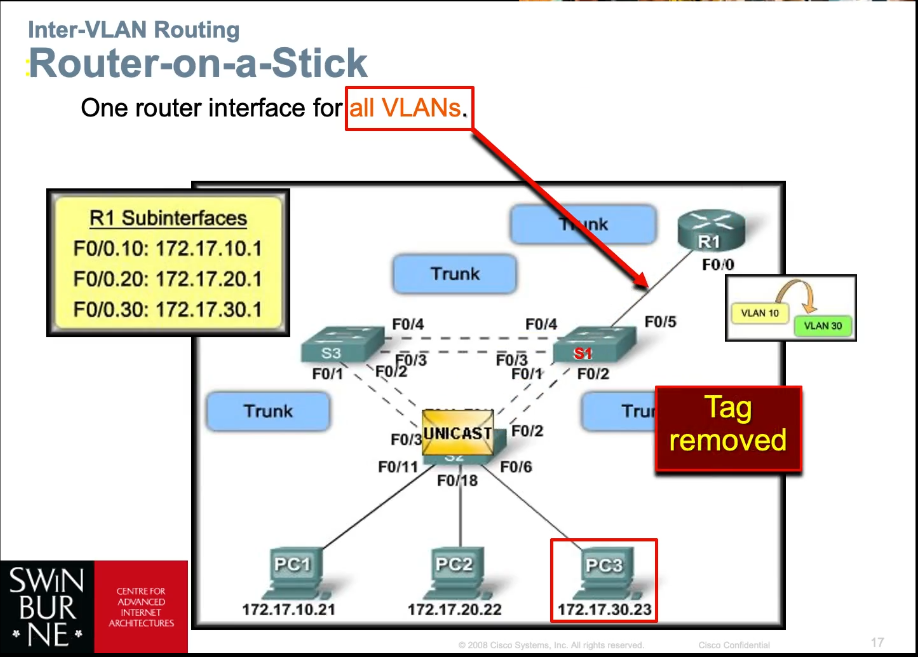 Inter-VLAN Routing
Router-on-a-Stick
One router interface for all VLANs.
R1 Subinterfaces
F0/0.10: 172.17.10.1
F0/0.20: 172.17.20.1
F0/0.30: 172.17.30.1
Trunk
R1
F0/0
Trunk
VLAN 10
VLAN 30
F0/4
F0/4
F0/5
S3
S1
F0/3
F0/3
F0/1
F0/2
F0/1
F0/2
Trunk
Tag
removed
UNICAST
F0/3
F0/2
S2
F0/11
F0/6
F0/18
PC1
PC2
PC3
172.17.10.21
172.17.20.22
172.17.30.23
SWIN
BUR
* NE *
CENTRE FOR
ADVANCED
INTERNET
ARCHITECTURES
© 2008 Cisco Systems, Inc. All rights reserved.
Cisco Confidential
17